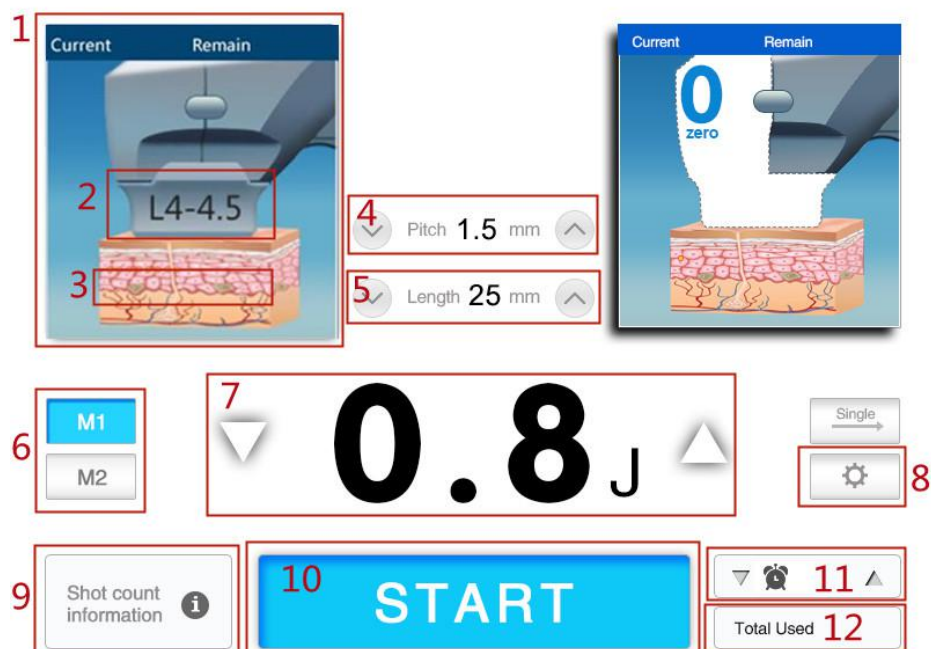 1
Current Remain
2
L4-4.5
3
Current Remain
0
zero
4
Pitch 1.5 mm
5
Length 25 mm
6
M1
M2
7
0.8 J
Single
8
9
Shot count
information
i
10
START
11
Total Used
12